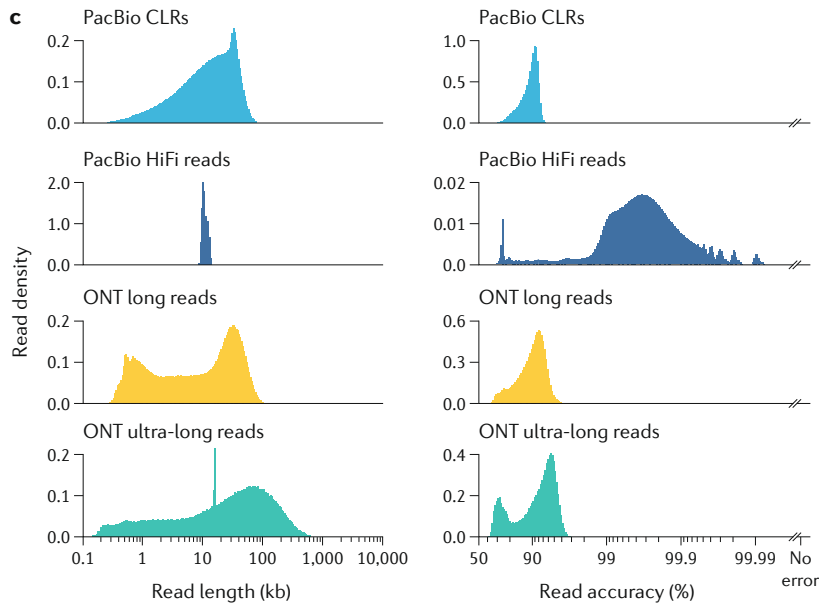 c
PacBio CLRs
0.2
0.1
0.0
PacBio CLRs
1.0
0.5
0.0
PacBio HiFi reads
2.0
1.0
0.0
PacBio HiFi reads
0.02
0.01
0.00
Read density
ONT long reads
0.2
0.1
0.0
ONT long reads
0.6
0.3
0.0
ONT ultra-long reads
0.2
0.1
0.0
0.1 1 10 100 1,000 10,000
Read length (kb)
ONT ultra-long reads
0.4
0.2
0.0
50 90 99 99.9 99.99 No
error
Read accuracy (%)